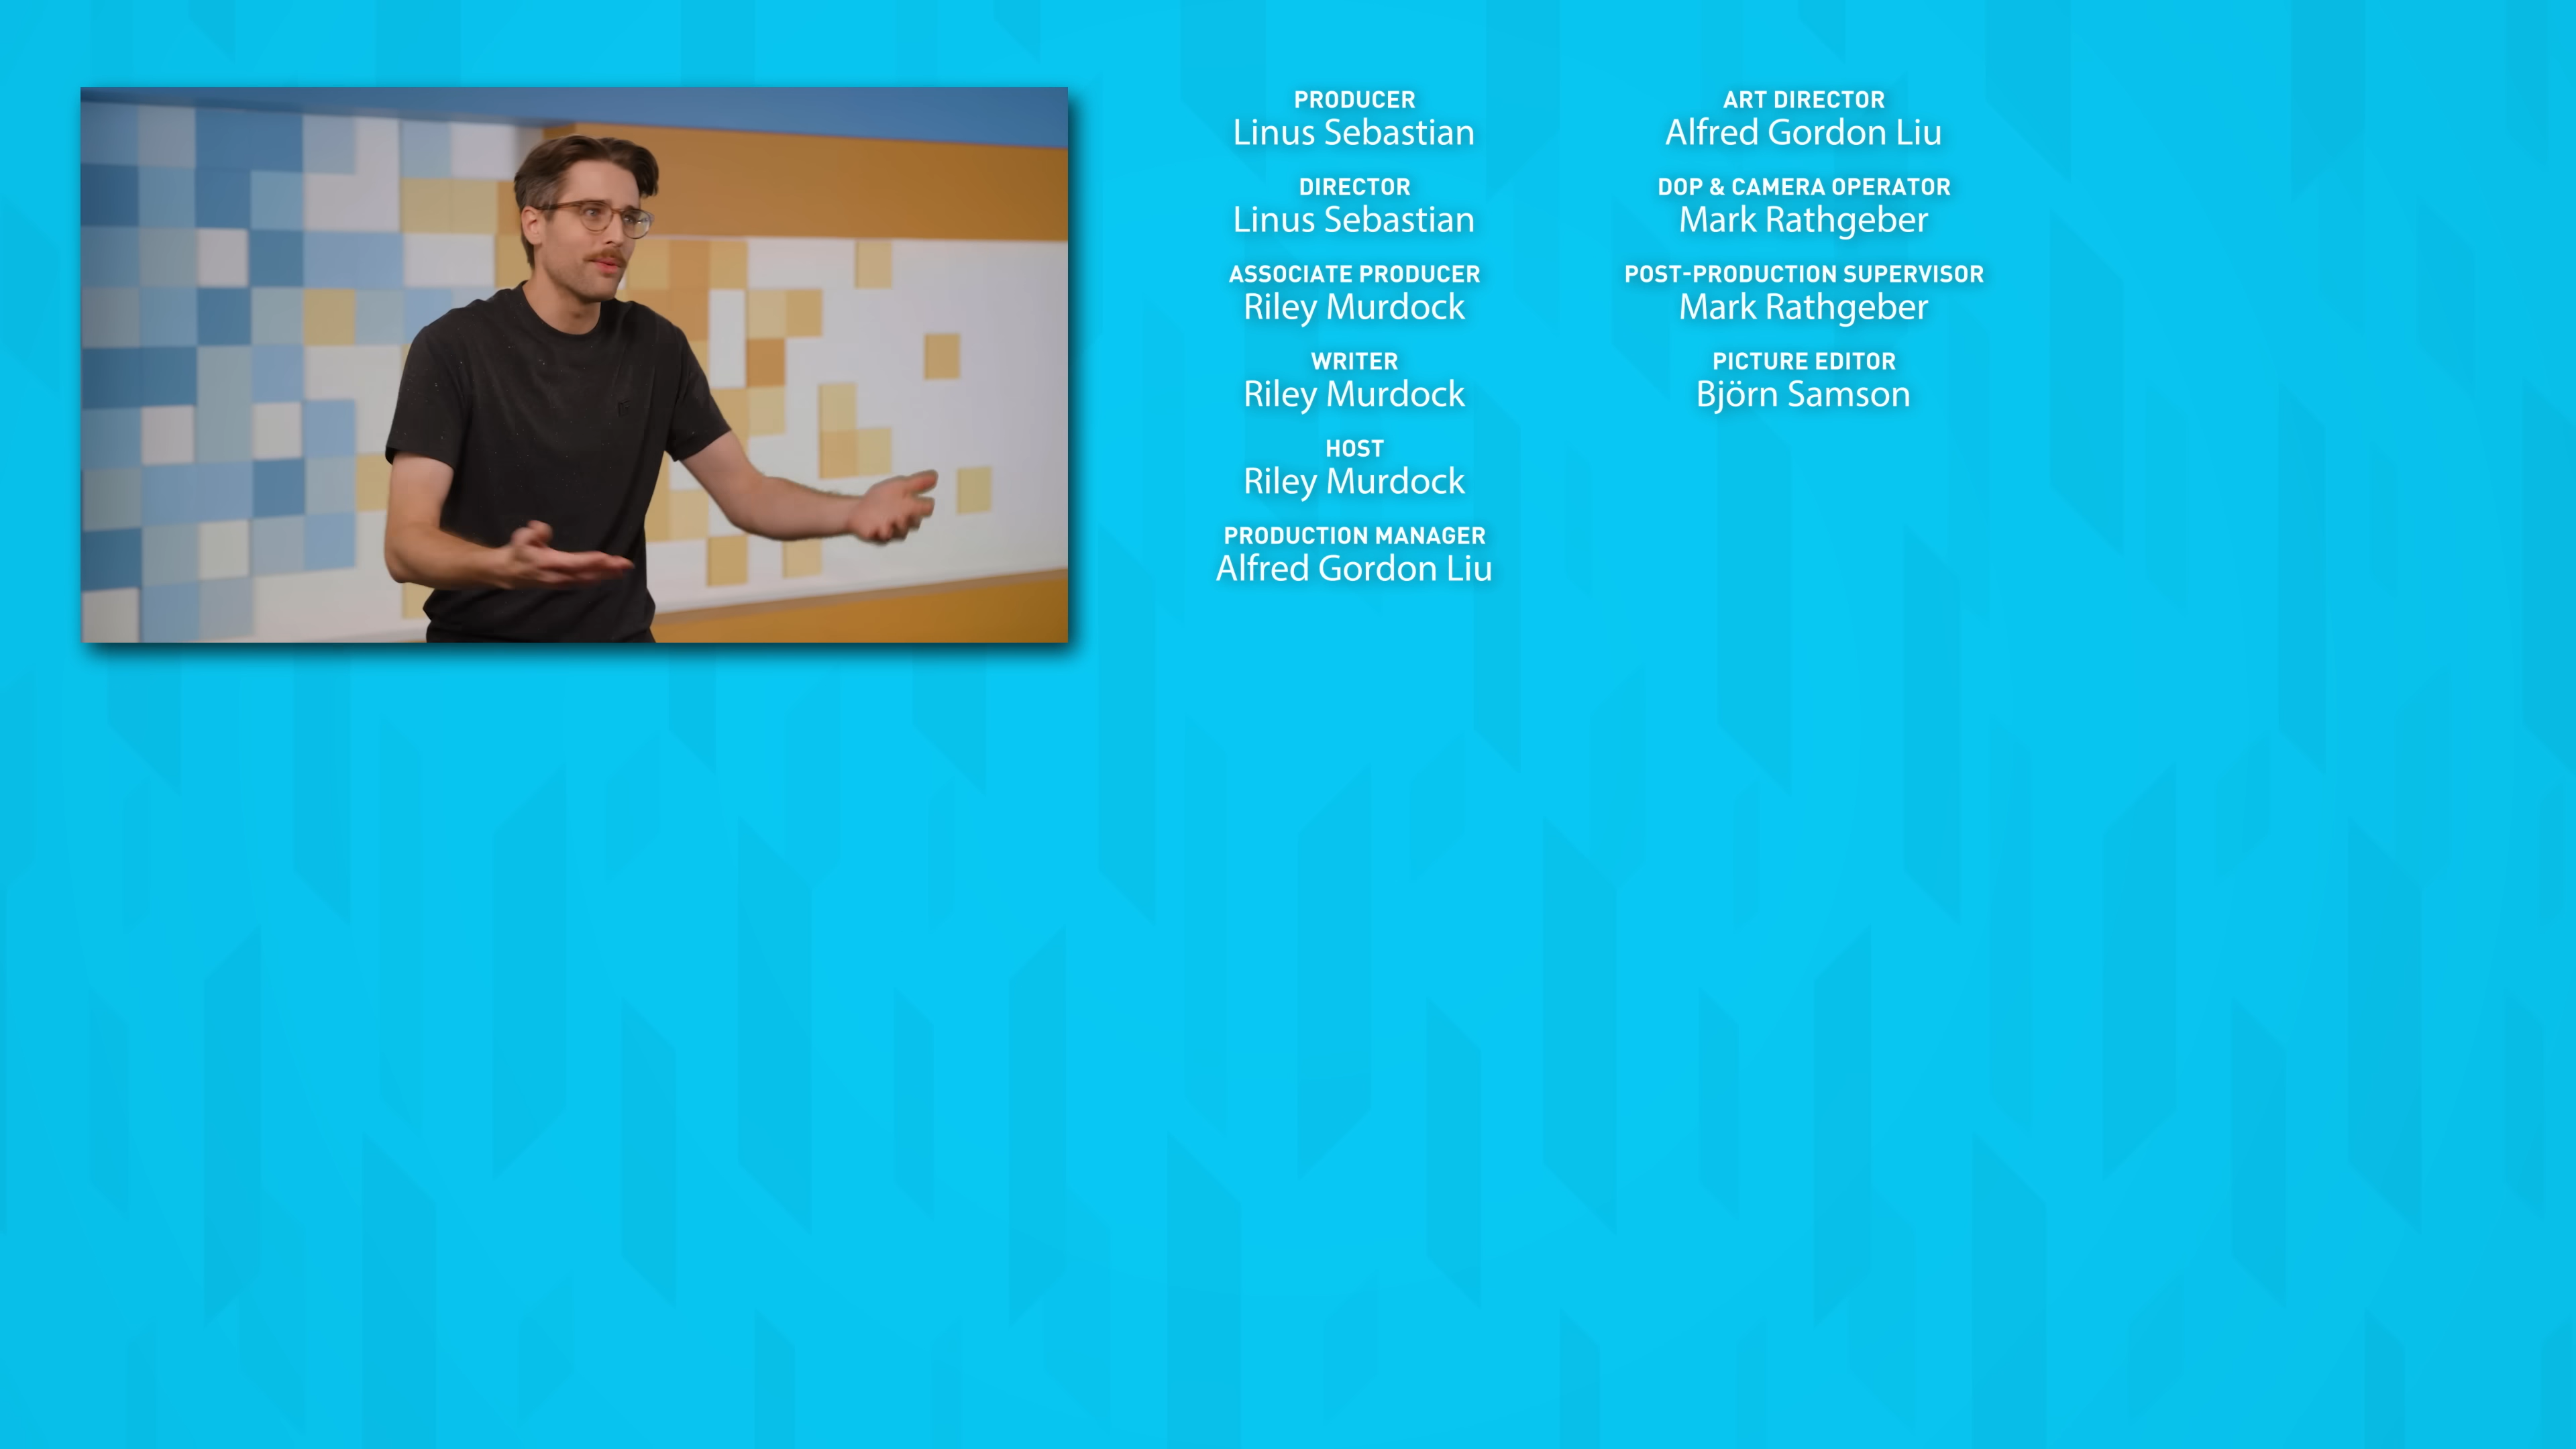 PRODUCER
Linus Sebastian
DIRECTOR
Linus Sebastian
ASSOCIATE PRODUCER
Riley Murdock
WRITER
Riley Murdock
HOST
Riley Murdock
PRODUCTION MANAGER
Alfred Gordon Liu
ART DIRECTOR
Alfred Gordon Liu
DOP & CAMERA OPERATOR
Mark Rathgeber
POST-PRODUCTION SUPERVISOR
Mark Rathgeber
PICTURE EDITOR
Björn Samson